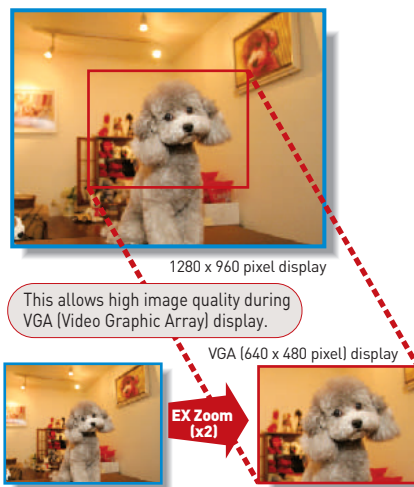 1280 x 960 pixel display
This allows high image quality during
VGA (Video Graphic Array) display.
VGA (640 x 480 pixel) display
EX Zoom
(x2)